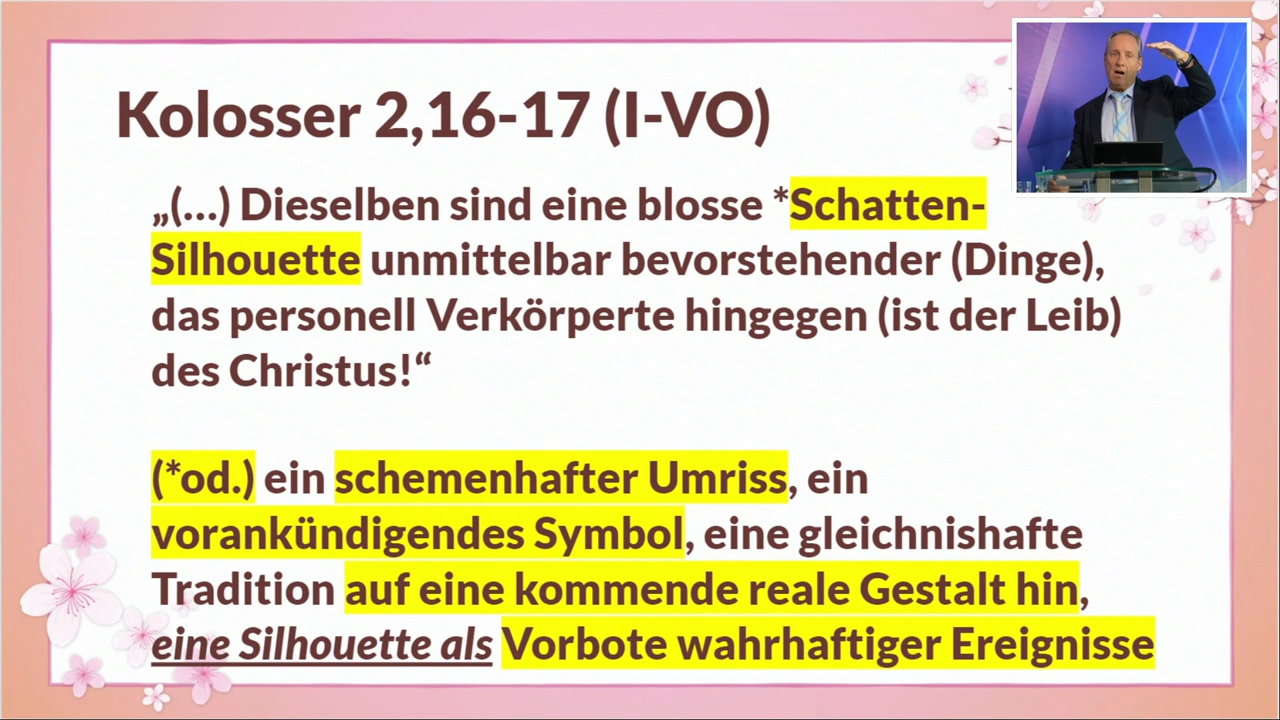 Kolosser 2,16-17 (I-VO)
„(...) Dieselben sind eine blosse *Schatten-
Silhouette unmittelbar bevorstehender (Dinge),
das personell Verkörperte hingegen (ist der Leib)
des Christus!“
(*od.) ein schemenhafter Umriss, ein
vorankündigendes Symbol, eine gleichnishafte
Tradition auf eine kommende reale Gestalt hin,
eine Silhouette als Vorbote wahrhaftiger Ereignisse